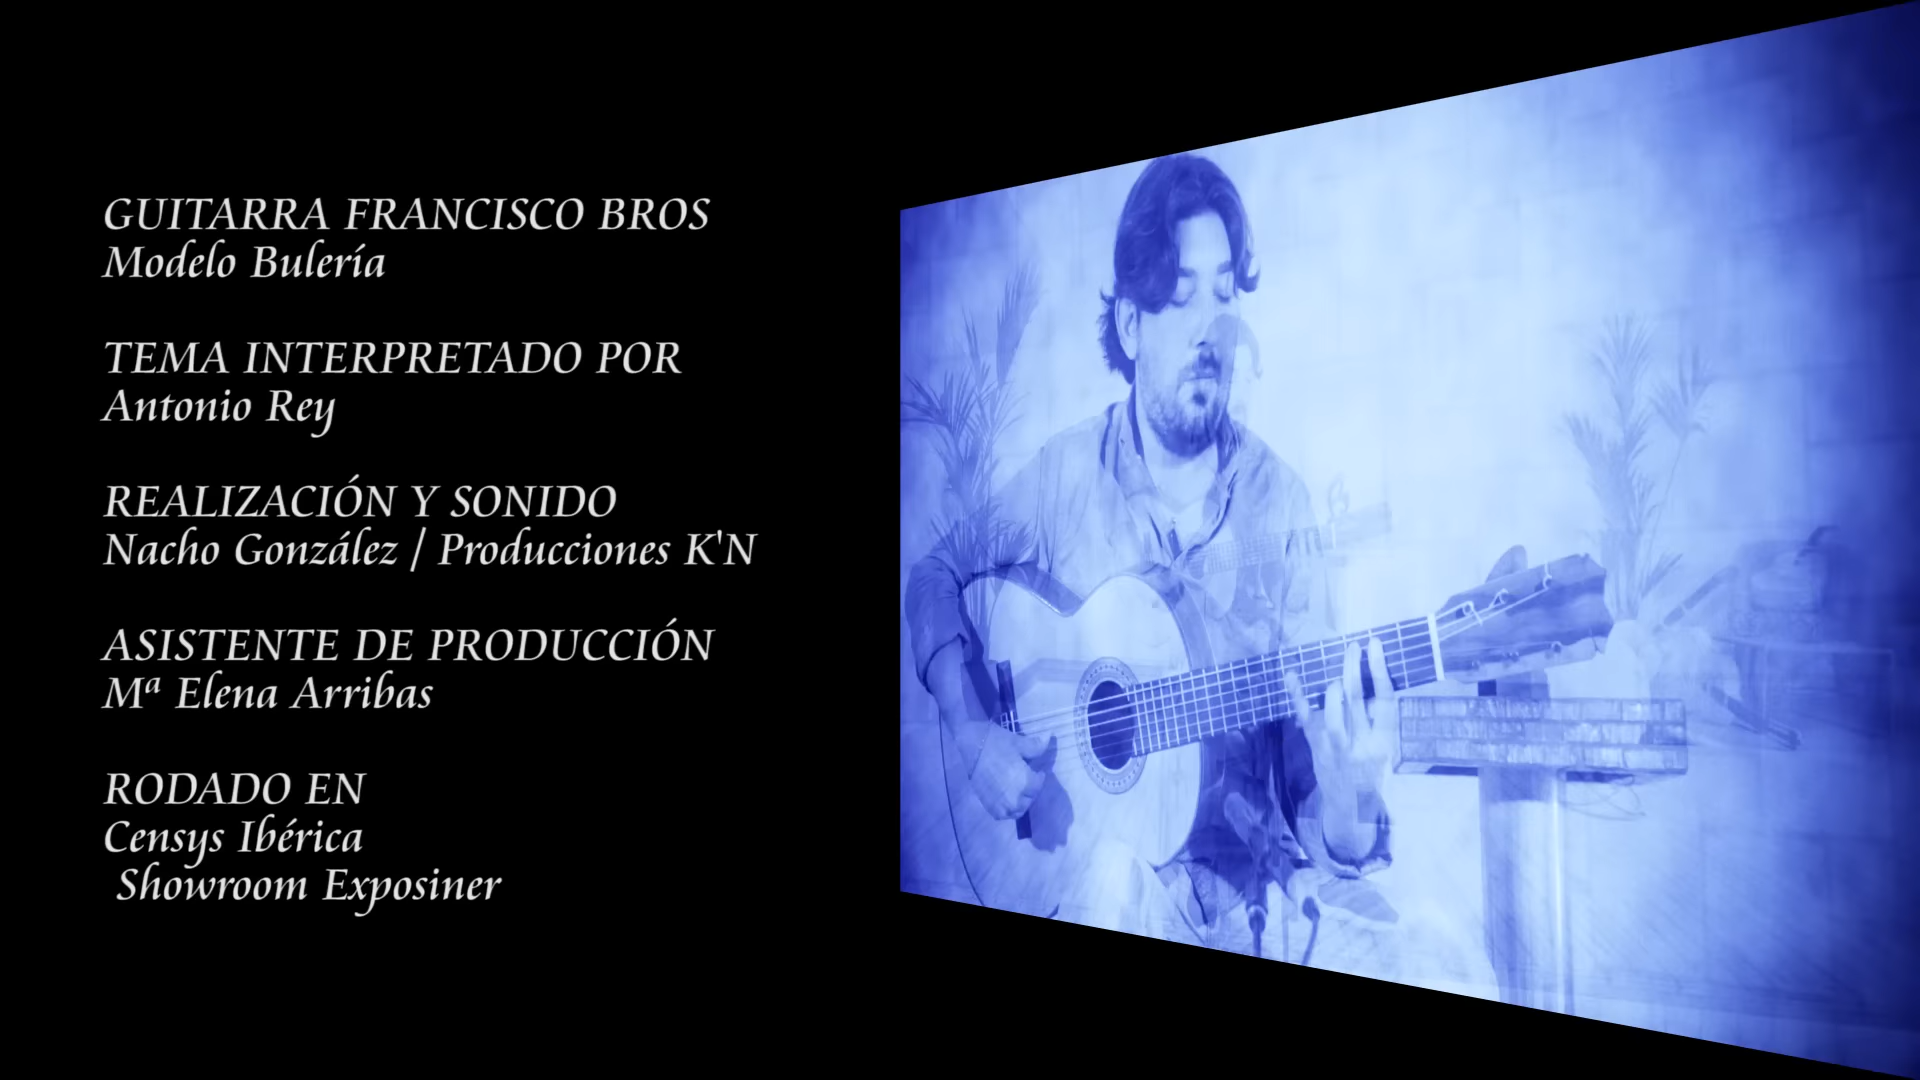 GUITARRA FRANCISCO BROS
Modelo Bulería
TEMA INTERPRETADO POR
Antonio Rey
REALIZACIÓN Y SONIDO
Nacho González / Producciones K'N
ASISTENTE DE PRODUCCIÓN
Mª Elena Arribas
RODADO EN
Censys Ibérica
Showroom Exposiner